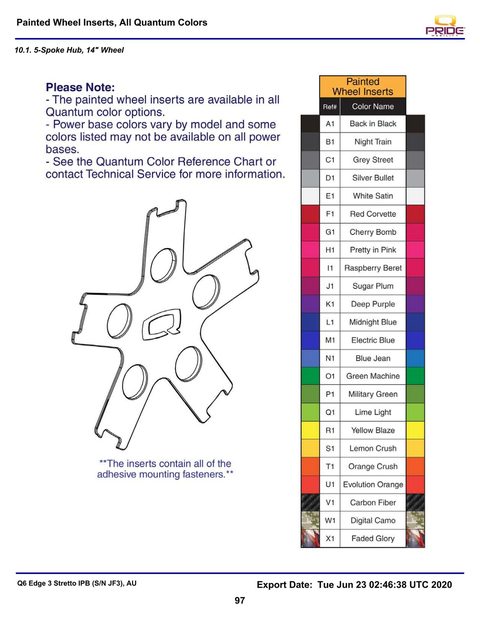 Painted Wheel Inserts, All Quantum Colors
Q
PRIDE
10.1. 5-Spoke Hub, 14" Wheel
Please Note:
- The painted wheel inserts are available in all
Quantum color options.
- Power base colors vary by model and some
colors listed may not be available on all power
bases.
- See the Quantum Color Reference Chart or
contact Technical Service for more information.
Q
**The inserts contain all of the
adhesive mounting fasteners.**
Painted
Wheel Inserts
Ref# Color Name
A1 Back in Black
B1 Night Train
C1 Grey Street
D1 Silver Bullet
E1 White Satin
F1 Red Corvette
G1 Cherry Bomb
H1 Pretty in Pink
I1 Raspberry Beret
J1 Sugar Plum
K1 Deep Purple
L1 Midnight Blue
M1 Electric Blue
N1 Blue Jean
O1 Green Machine
P1 Military Green
Q1 Lime Light
R1 Yellow Blaze
S1 Lemon Crush
T1 Orange Crush
U1 Evolution Orange
V1 Carbon Fiber
W1 Digital Camo
X1 Faded Glory
Q6 Edge 3 Stretto IPB (S/N JF3), AU
Export Date: Tue Jun 23 02:46:38 UTC 2020
97